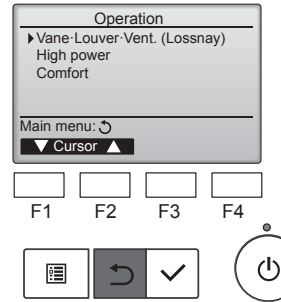 Operation
Vane·Louver·Vent. (Lossnay)
High power
Comfort
Main menu:
Cursor
F1 F2 F3 F4